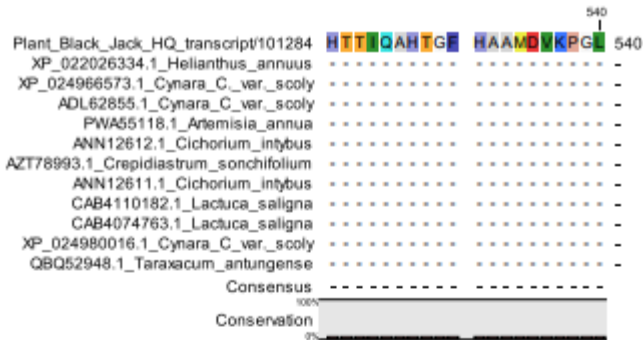 540
Plant_Black_Jack_HQ_transcript/101284 HTTIQAHTGF HAAMDVKPGL 540
XP_022026334.1_Helianthus_annuus ---------- ---------- -
XP_024966573.1_Cynara_C._var._scoly ---------- ---------- -
ADL62855.1_Cynara_C_var._scoly ---------- ---------- -
PWA55118.1_Artemisia_annua ---------- ---------- -
ANN12612.1_Cichorium_intybus ---------- ---------- -
AZT78993.1_Crepidiastrum_sonchifolium ---------- ---------- -
ANN12611.1_Cichorium_intybus ---------- ---------- -
CAB4110182.1_Lactuca_saligna ---------- ---------- -
CAB4074763.1_Lactuca_saligna ---------- ---------- -
XP_024980016.1_Cynara_C_var._scoly ---------- ---------- -
QBQ52948.1_Taraxacum_antungense ---------- ---------- -
Consensus ---------- ----------
100%
Conservation
0%